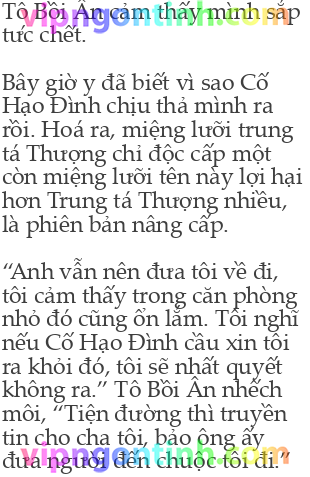 Tô Bồi Ân cảm thấy mình sắp
vipngontinh.com
tức chết.
Bây giờ y đã biết vì sao Cố
Hạo Đình chịu thả mình ra
rồi. Hoá ra, miệng lưỡi trung
tá Thượng chỉ độc cấp một
còn miệng lưỡi tên này lợi hại
hơn Trung tá Thượng nhiều,
là phiên bản nâng cấp.
“Anh vẫn nên đưa tôi về đi,
tôi cảm thấy trong căn phòng
nhỏ đó cũng ổn lắm. Tôi nghĩ
nếu Cố Hạo Đình cầu xin tôi
ra khỏi đó, tôi sẽ nhất quyết
không ra.” Tô Bồi Ân nhếch
môi, “Tiện đường thì truyền
tin cho cha tôi, bảo ông ấy
vipngontinh.com
đưa người đến chuộc tôi đi.”